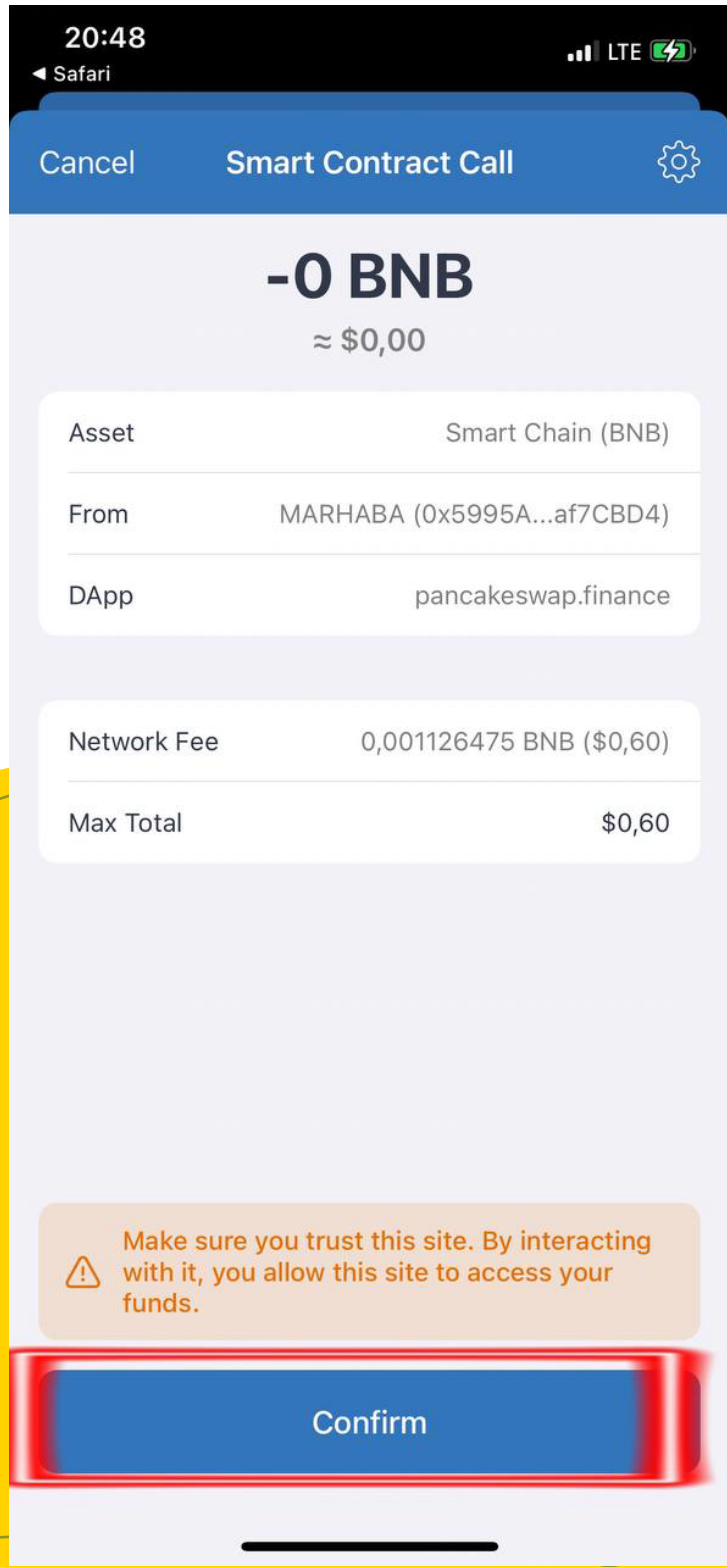 20:48
LTE
◀ Safari
Cancel Smart Contract Call
-0 BNB
≈ $0,00
Asset Smart Chain (BNB)
From MARHABA (0x5995A...af7CBD4)
DApp pancakeswap.finance
Network Fee 0,001126475 BNB ($0,60)
Max Total $0,60
Make sure you trust this site. By interacting
with it, you allow this site to access your
funds.
Confirm